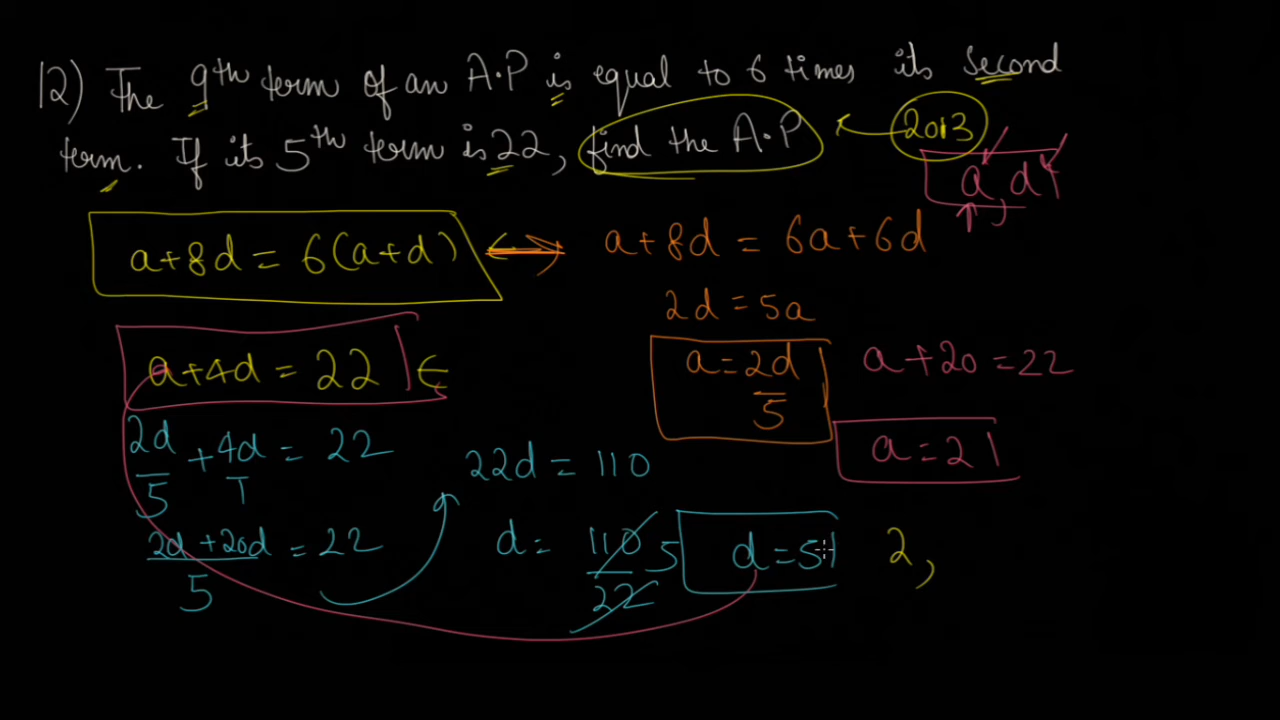 12) The 9th term of an A.P is equal to 6 times its second
term. If its 5th term is 22, find the A.P ← 2013
a, d
a+8d = 6(a+d) ⟺ a+8d = 6a+6d
2d = 5a
a+4d = 22 ←
a = 2d/5
a+20 = 22
2d/5 + 4d/1 = 22
22d = 110
a = 2
(2d+20d)/5 = 22
d = 110/22 5
d = 5
2,